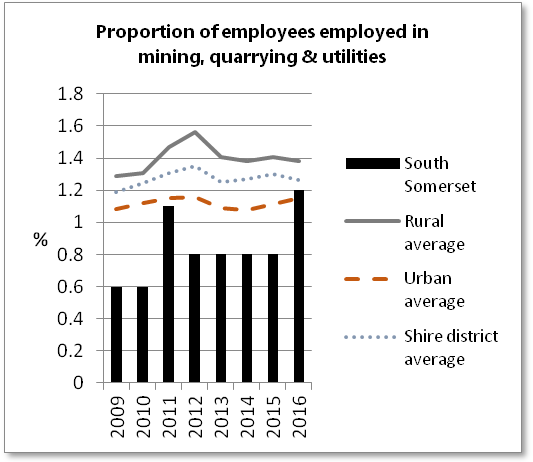 Proportion of employees employed in
mining, quarrying & utilities
1.8
1.6
1.4
1.2
1
0.8
0.6
0.4
0.2
0
%
2009
2010
2011
2012
2013
2014
2015
2016
South
Somerset
Rural
average
Urban
average
Shire district
average